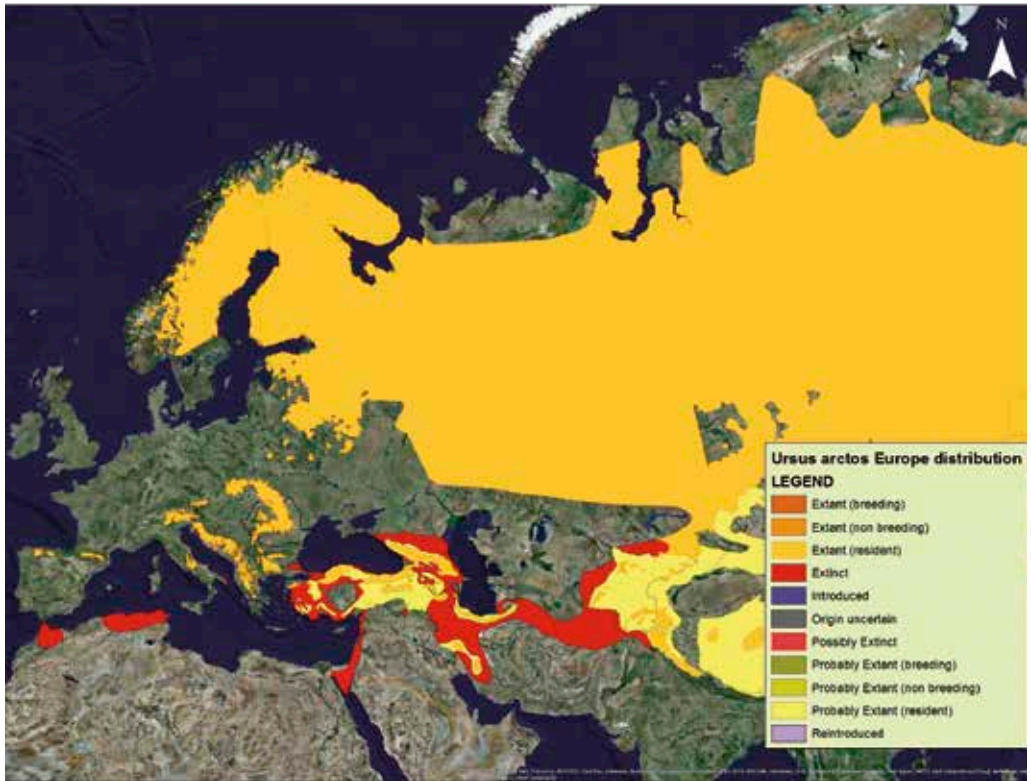 N
Ursus arctos Europe distribution
LEGEND
Extant (breeding)
Extant (non breeding)
Extant (resident)
Extinct
Introduced
Origin uncertain
Possibly Extinct
Probably Extant (breeding)
Probably Extant (non breeding)
Probably Extant (resident)
Reintroduced